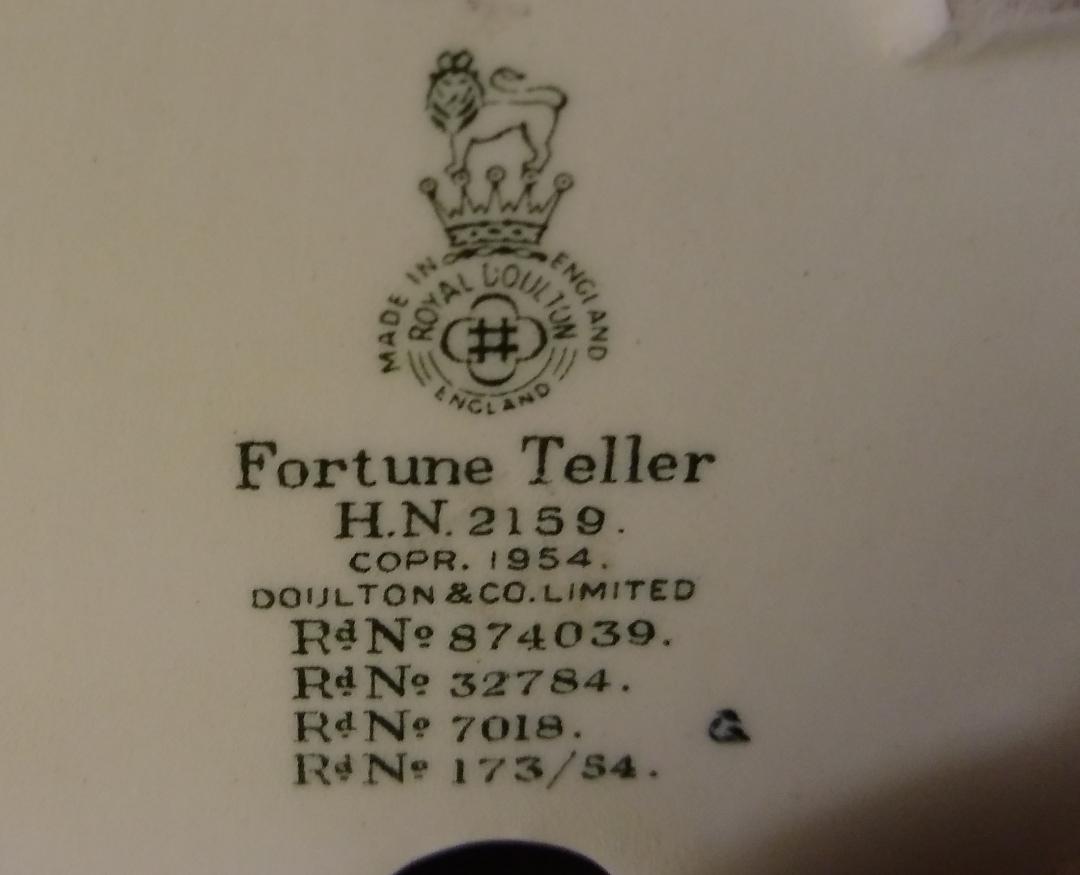 MADE IN ENGLAND
ROYAL DOULTON
ENGLAND
Fortune Teller
H.N. 2159.
COPR. 1954.
DOULTON & CO. LIMITED
Rd No 874039.
Rd No 32784.
Rd No 7018.
G
Rd No 173/54.